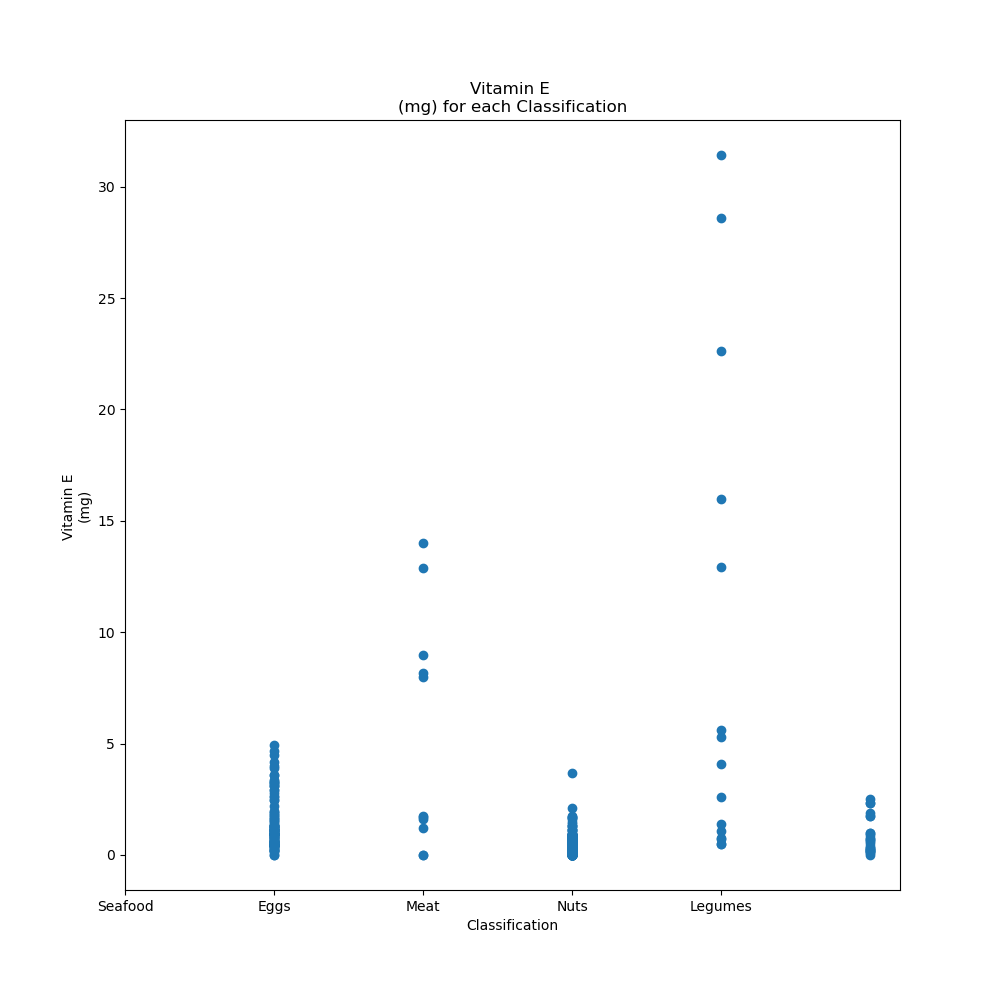 Vitamin E
(mg) for each Classification
30
25
20
15
10
5
0
Vitamin E
(mg)
Seafood Eggs Meat Nuts Legumes
Classification